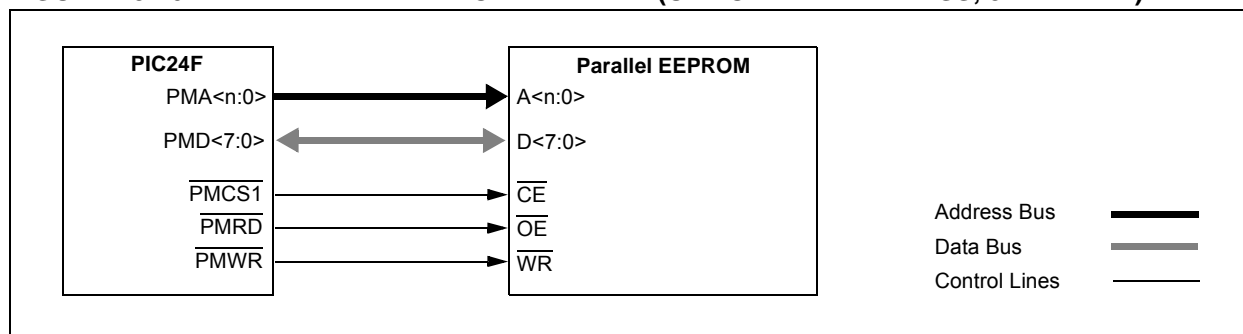 PIC24F
Parallel EEPROM
PMA<n:0>
A<n:0>
PMD<7:0>
D<7:0>
PMCS1
CE
PMRD
OE
PMWR
WR
Address Bus
Data Bus
Control Lines